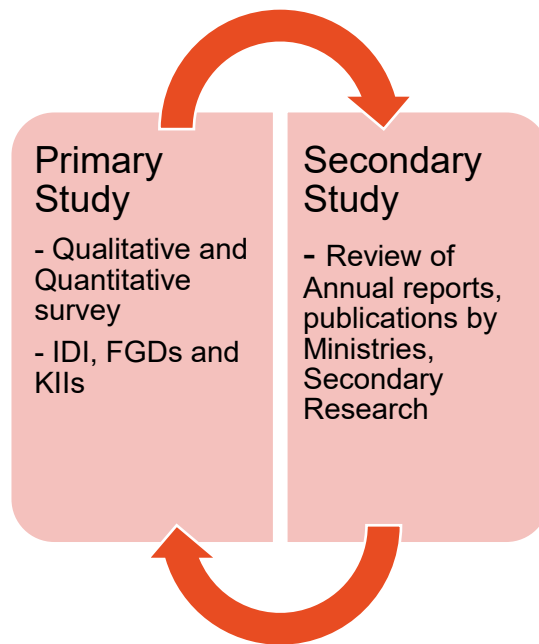 Primary
Study
- Qualitative and
Quantitative
survey
- IDI, FGDs and
KIIs
Secondary
Study
- Review of
Annual reports,
publications by
Ministries,
Secondary
Research